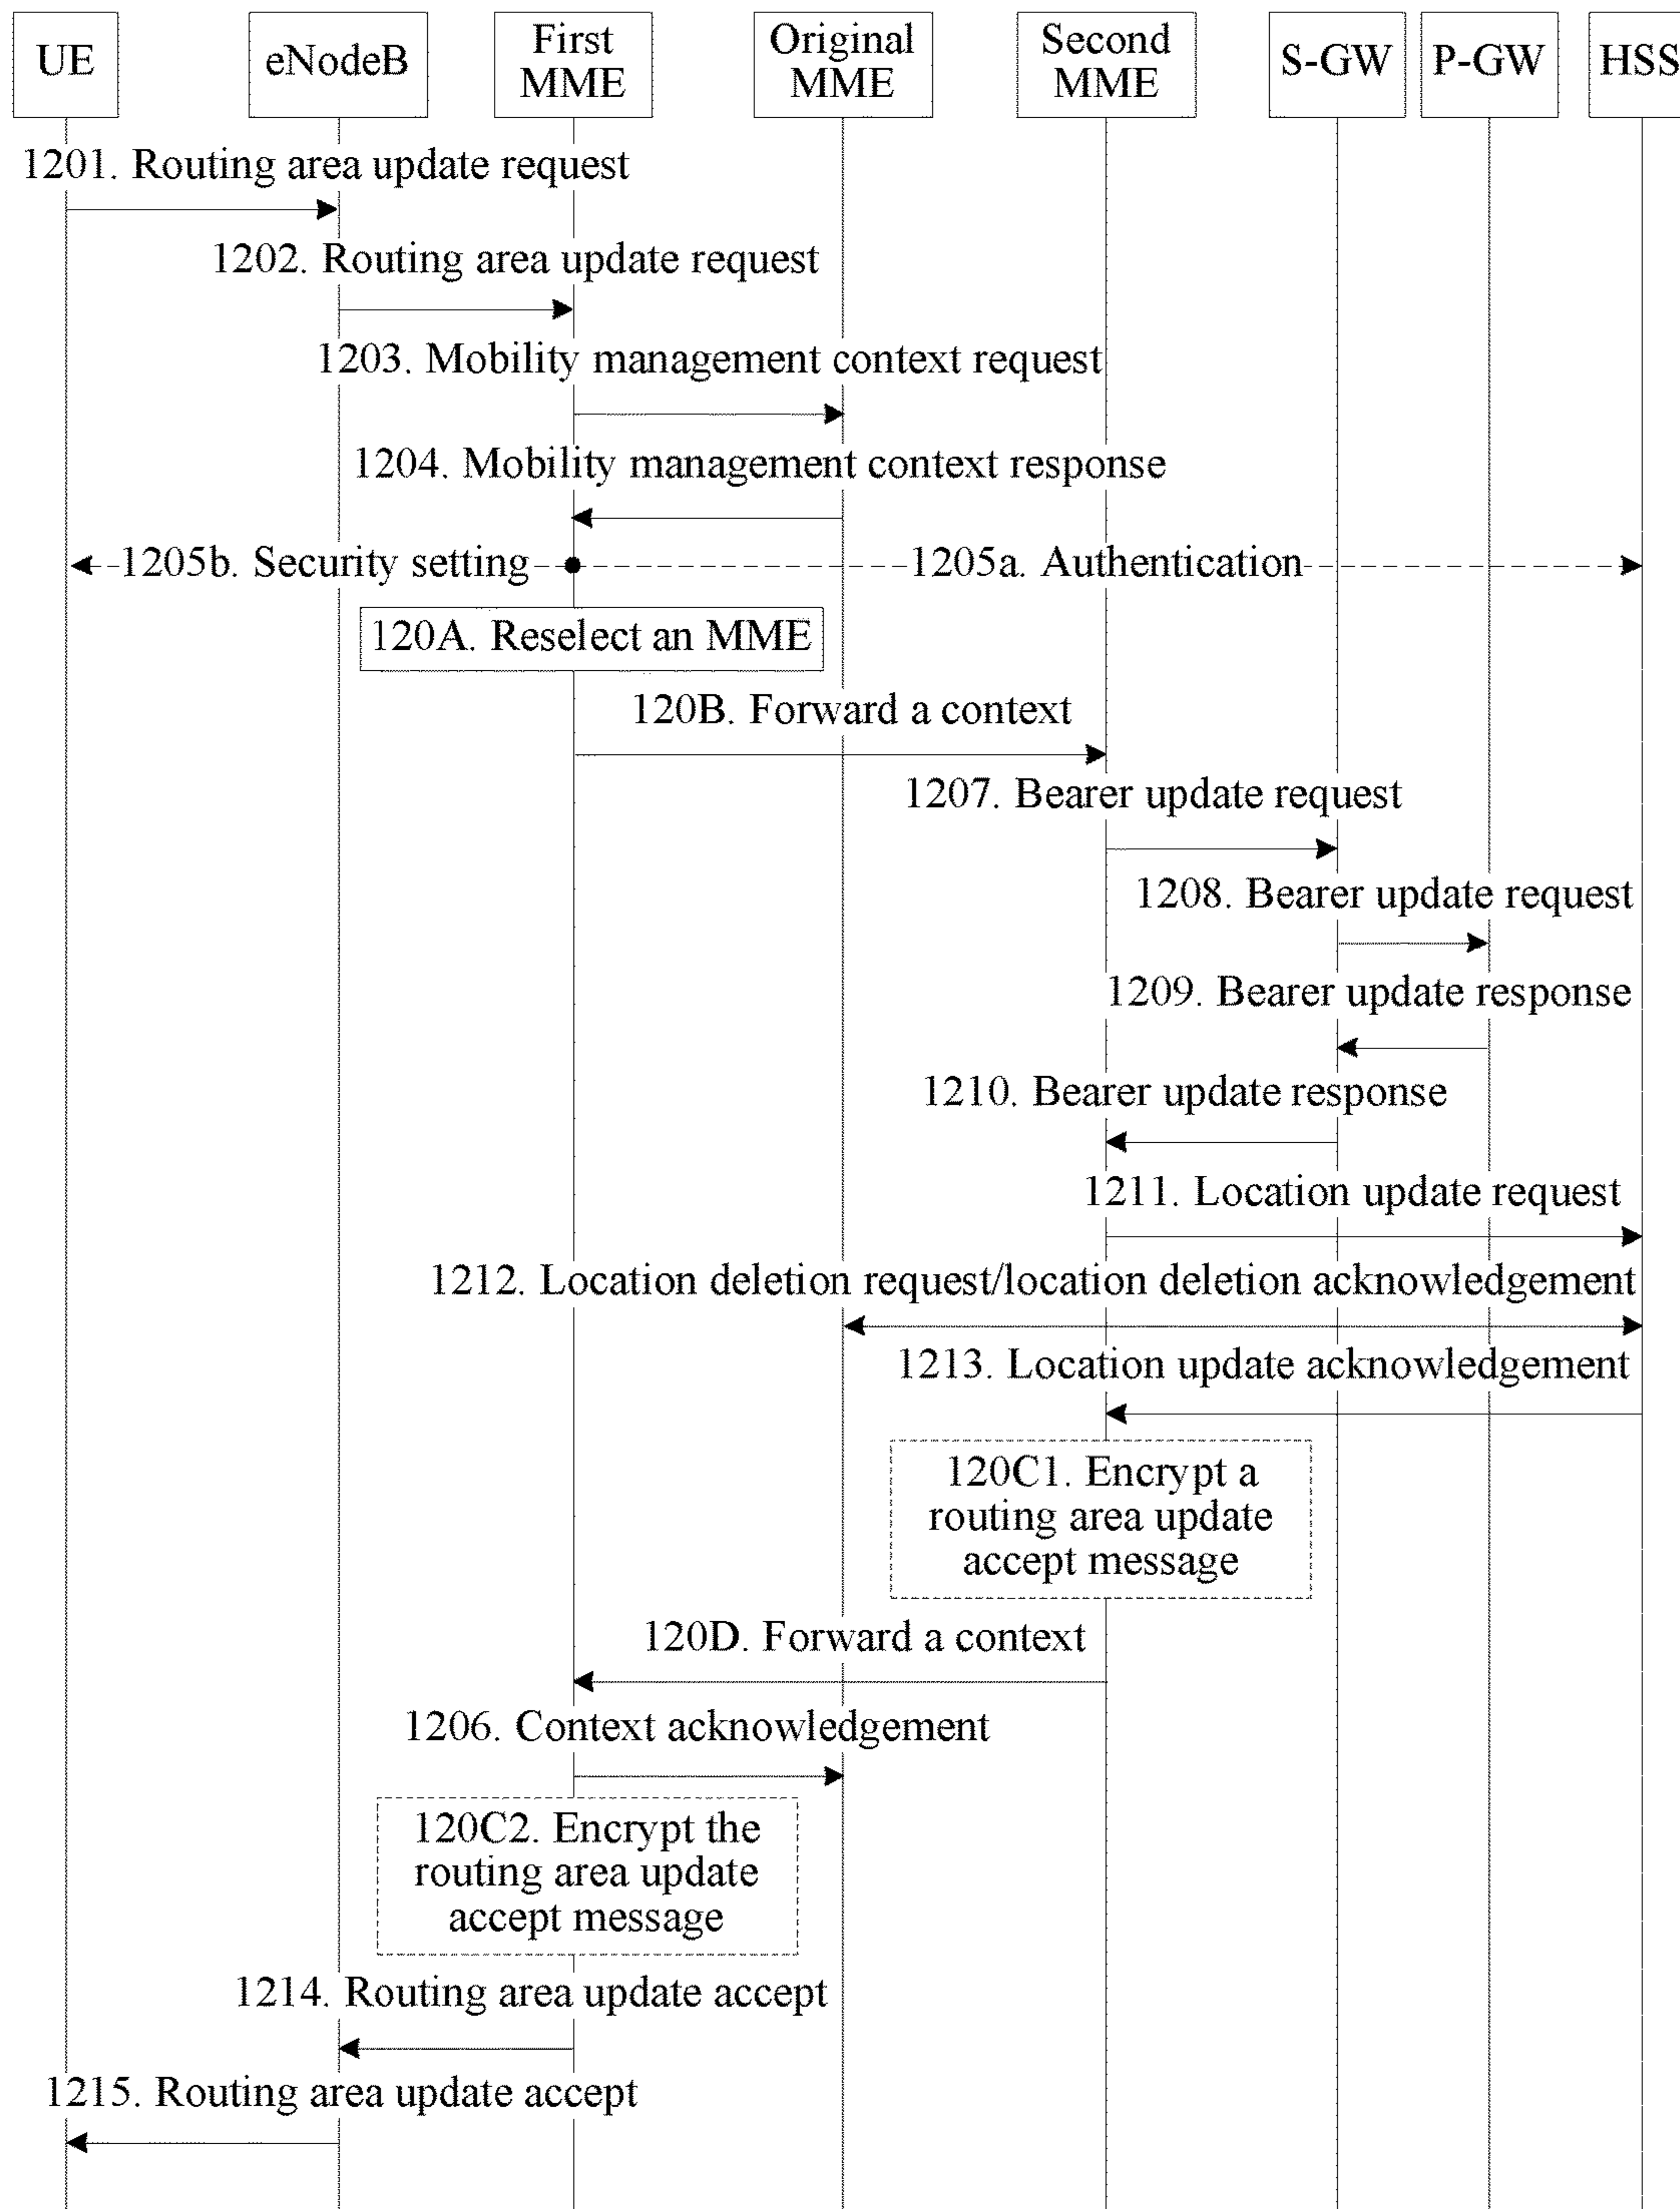 UE
eNodeB
First
MME
Original
MME
Second
MME
S-GW
P-GW
HSS
1201. Routing area update request
1202. Routing area update request
1203. Mobility management context request
1204. Mobility management context response
1205b. Security setting
1205a. Authentication
120A. Reselect an MME
120B. Forward a context
1207. Bearer update request
1208. Bearer update request
1209. Bearer update response
1210. Bearer update response
1211. Location update request
1212. Location deletion request/location deletion acknowledgement
1213. Location update acknowledgement
120C1. Encrypt a
routing area update
accept message
120D. Forward a context
1206. Context acknowledgement
120C2. Encrypt the
routing area update
accept message
1214. Routing area update accept
1215. Routing area update accept